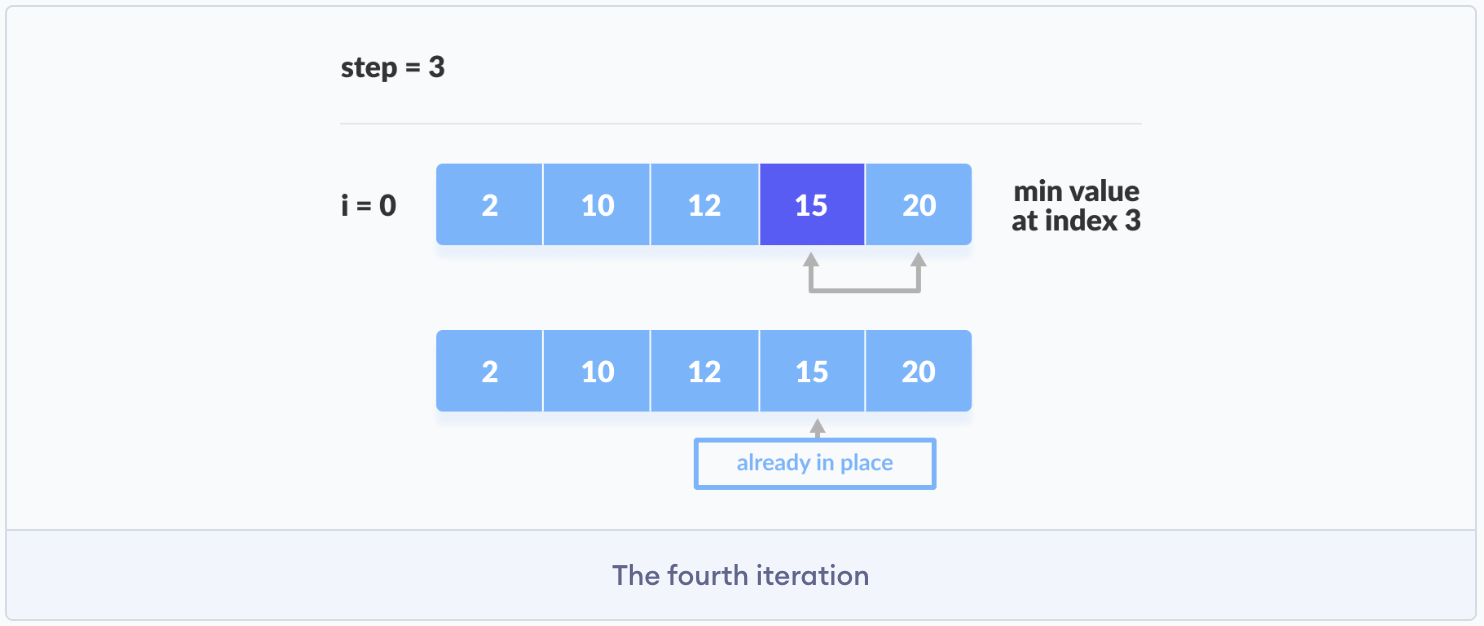 step = 3
i = 0
2 10 12 15 20
min value
at index 3
2 10 12 15 20
already in place
The fourth iteration